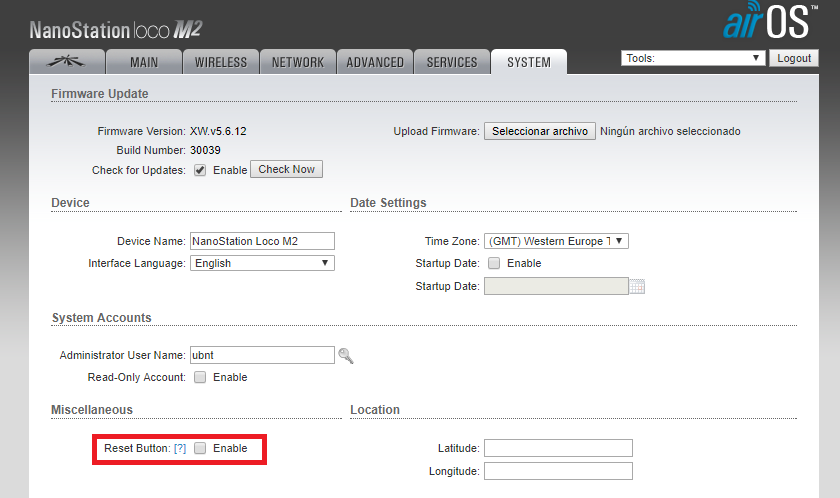 NanoStation loco M2
airOS™
MAIN WIRELESS NETWORK ADVANCED SERVICES SYSTEM Tools: Logout
Firmware Update
Firmware Version: XW.v5.6.12 Upload Firmware: Seleccionar archivo Ningún archivo seleccionado
Build Number: 30039
Check for Updates: Enable Check Now
Device Date Settings
Device Name: NanoStation Loco M2 Time Zone: (GMT) Western Europe T
Interface Language: English Startup Date: Enable
Startup Date:
System Accounts
Administrator User Name: ubnt
Read-Only Account: Enable
Miscellaneous Location
Reset Button: [?] Enable Latitude:
Longitude: